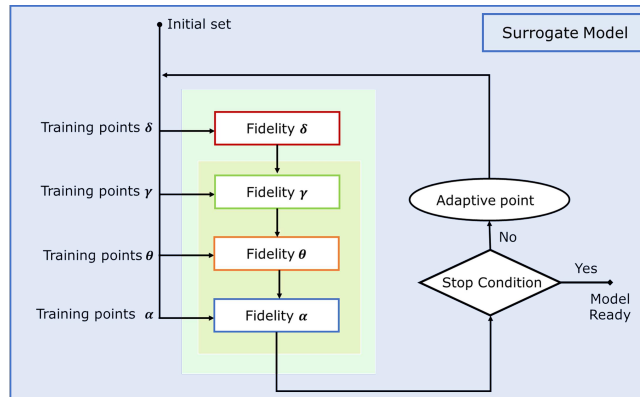 Initial set
Surrogate Model
Training points δ
Fidelity δ
Training points γ
Fidelity γ
Adaptive point
No
Training points θ
Fidelity θ
Yes
Stop Condition
Model
Ready
Training points α
Fidelity α